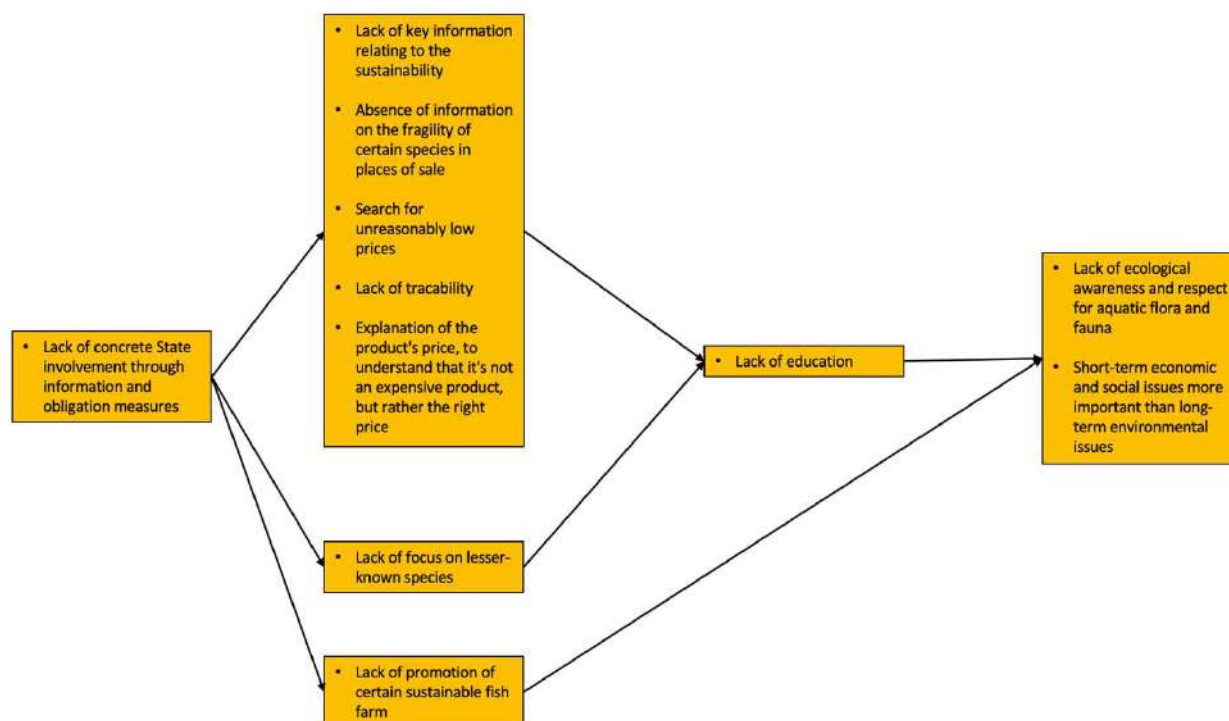 • Lack of key information
relating to the
sustainability
• Absence of information
on the fragility of
certain species in
places of sale
• Search for
unreasonably low
prices
• Lack of tracability
• Explanation of the
product's price, to
understand that it's not
an expensive product,
but rather the right
price
• Lack of concrete State
involvement through
information and
obligation measures
• Lack of focus on lesser-
known species
• Lack of promotion of
certain sustainable fish
farm
• Lack of education
• Lack of ecological
awareness and respect
for aquatic flora and
fauna
• Short-term economic
and social issues more
important than long-
term environmental
issues